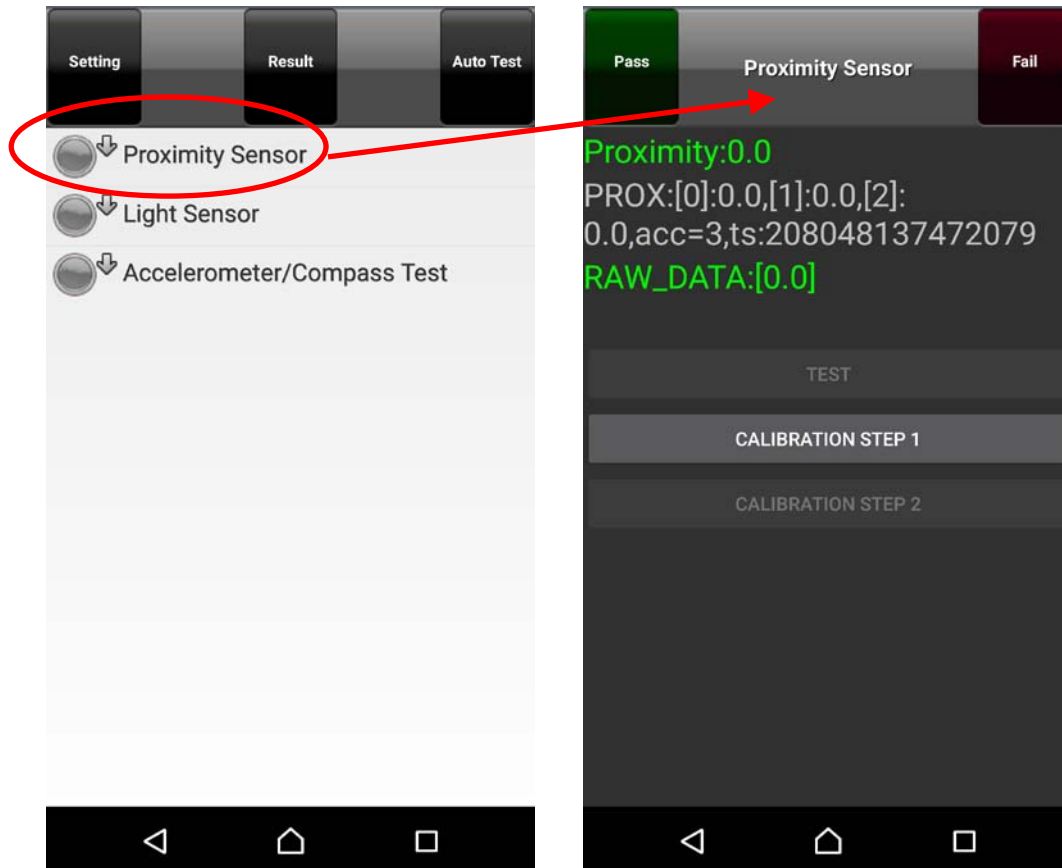 Setting
Result
Auto Test
Proximity Sensor
Light Sensor
Accelerometer/Compass Test
Pass
Proximity Sensor
Fail
Proximity:0.0
PROX:[0]:0.0,[1]:0.0,[2]:
0.0,acc=3,ts:208048137472079
RAW_DATA:[0.0]
TEST
CALIBRATION STEP 1
CALIBRATION STEP 2